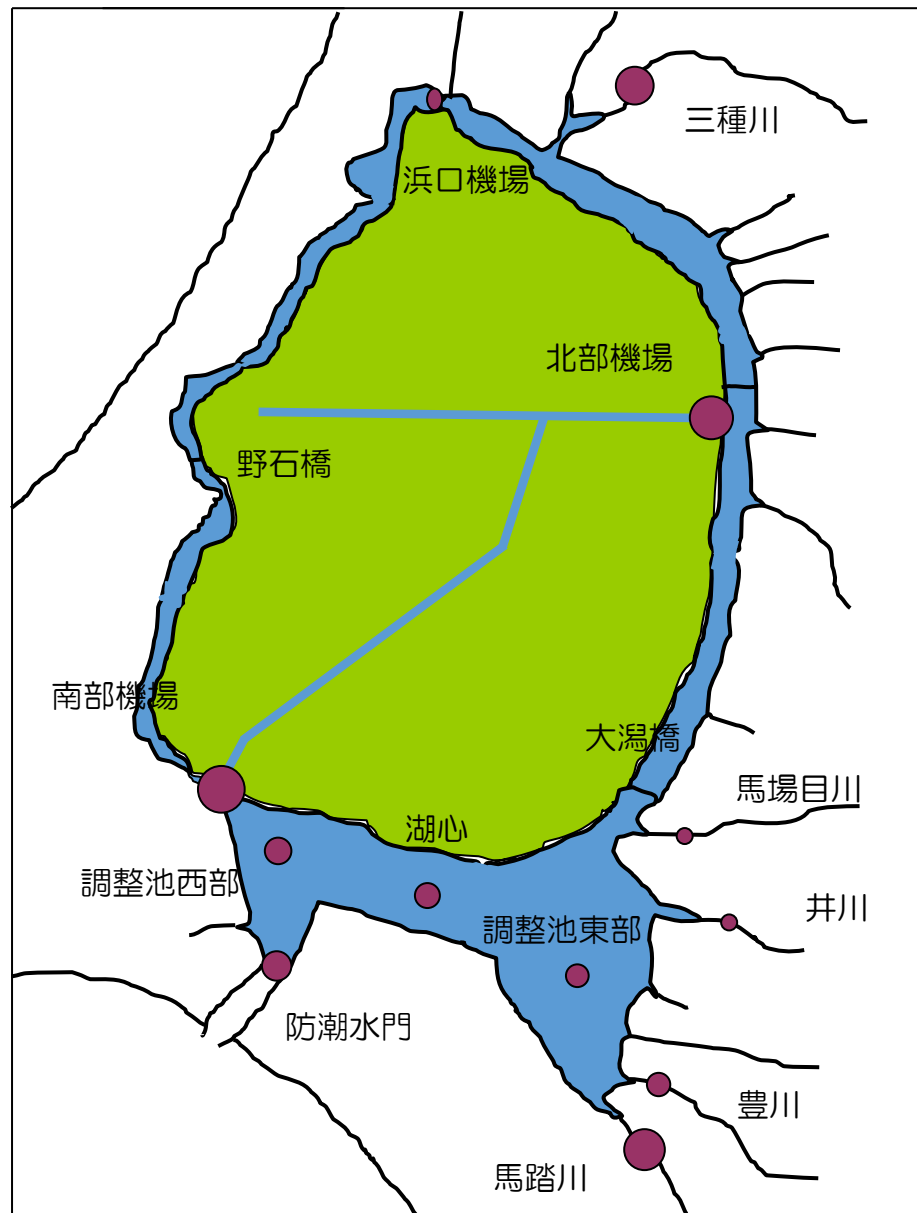 三種川
浜口機場
北部機場
野石橋
南部機場
大潟橋
馬場目川
湖心
調整池西部
井川
調整池東部
防潮水門
豊川
馬踏川